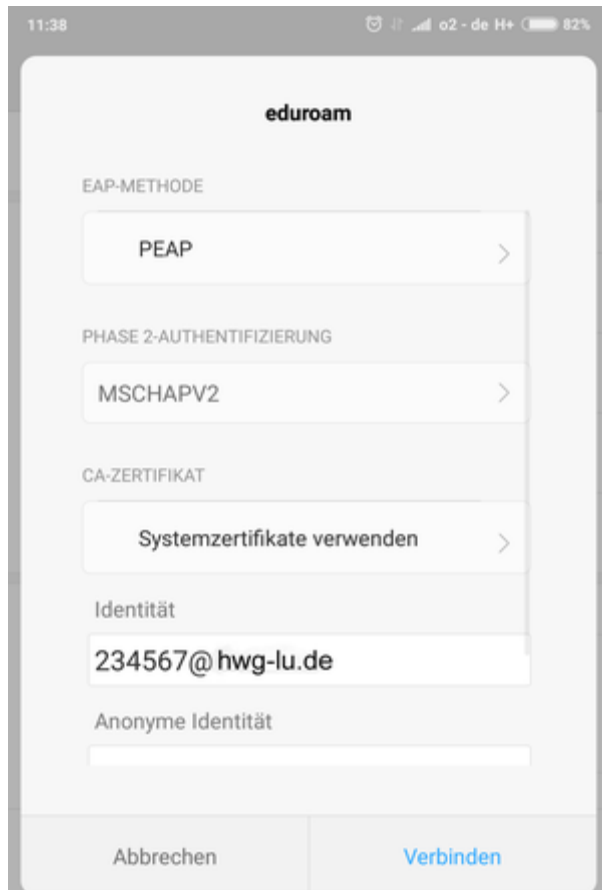 11:38 o2 - de H+ 82%
eduroam
EAP-METHODE
PEAP
PHASE 2-AUTHENTIFIZIERUNG
MSCHAPV2
CA-ZERTIFIKAT
Systemzertifikate verwenden
Identität
234567@hwg-lu.de
Anonyme Identität
Abbrechen Verbinden